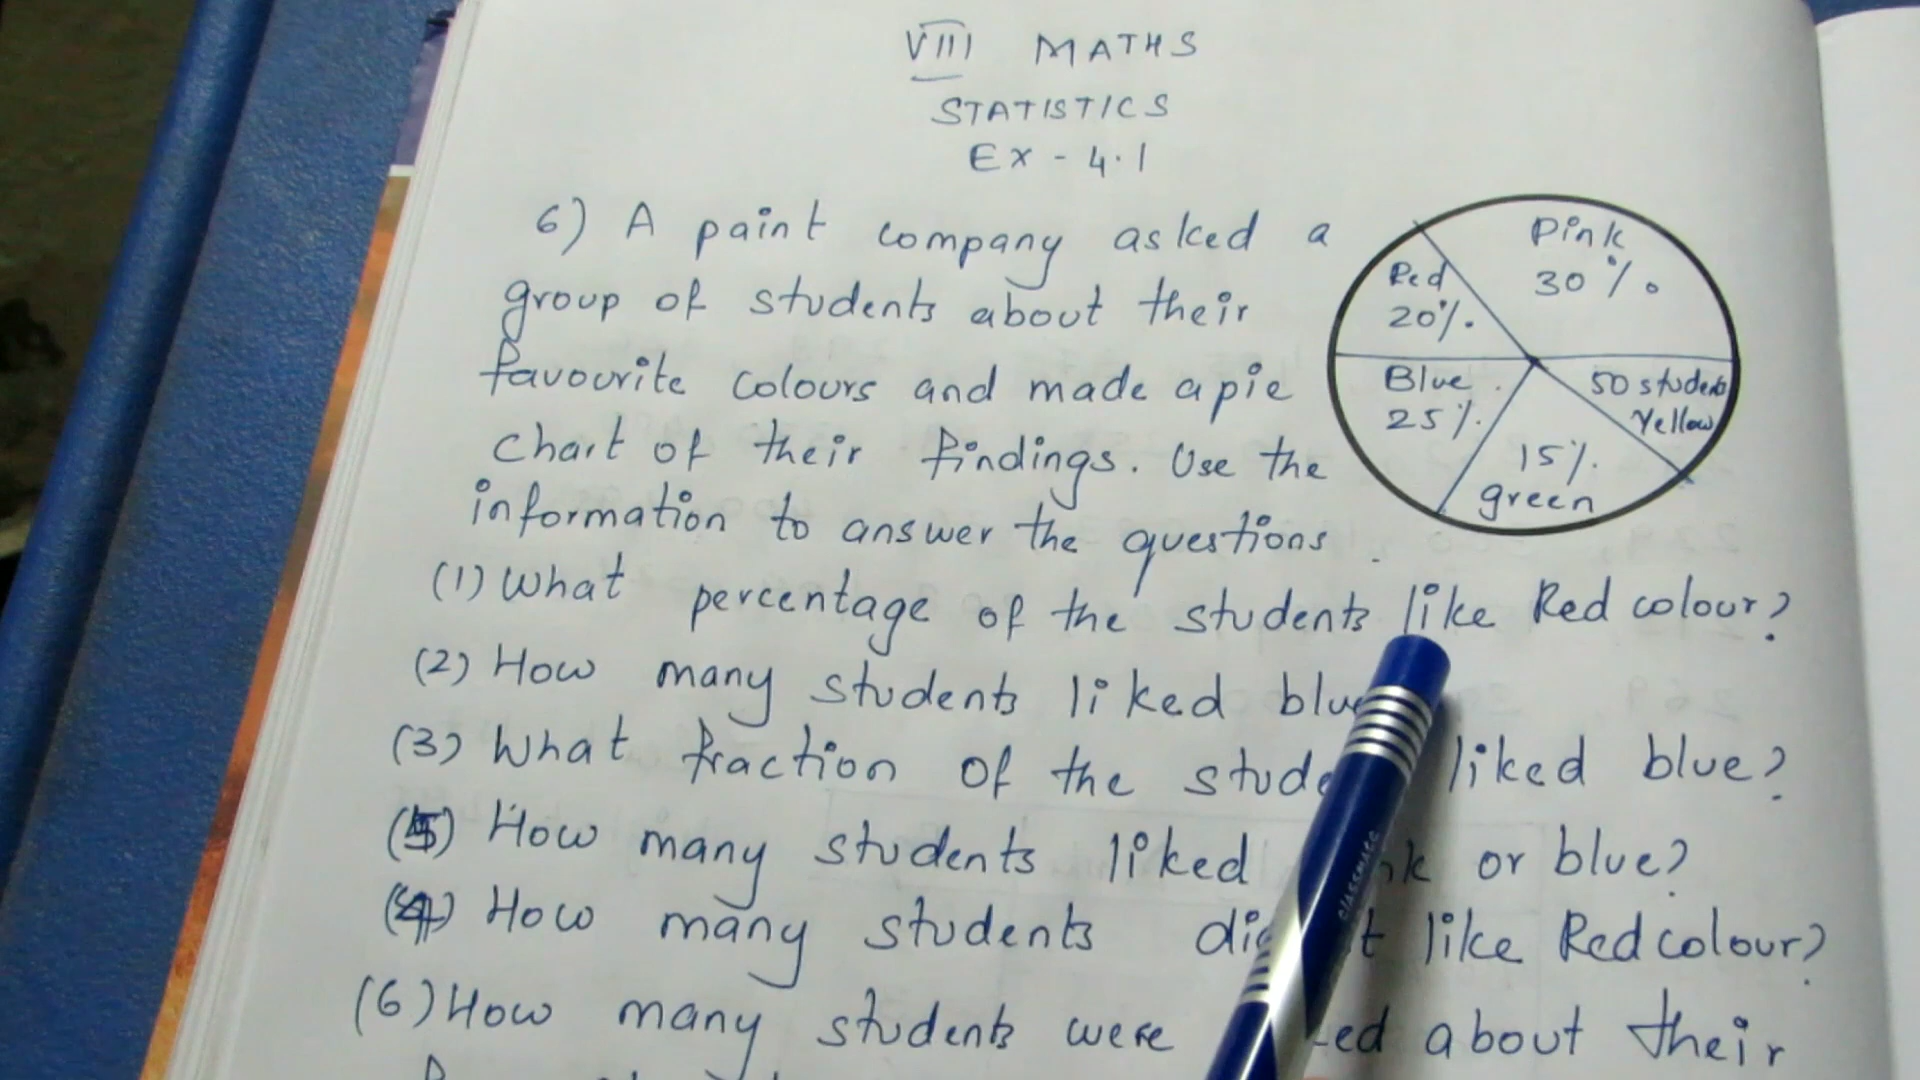 VIII MATHS
STATISTICS
Ex - 4.1
6) A paint company asked a
group of students about their
favourite colours and made a pie
chart of their findings. Use the
information to answer the questions.
Pink
30%
Red
20%.
Blue
25%.
50 students
Yellow
15%.
green
(1) What percentage of the students like Red colour?
(2) How many students liked blue
(3) What fraction of the liked blue?
(5) How many students liked or blue?
(4) How many students like Red colour?
(6) How many students were about their
CLASSMATE